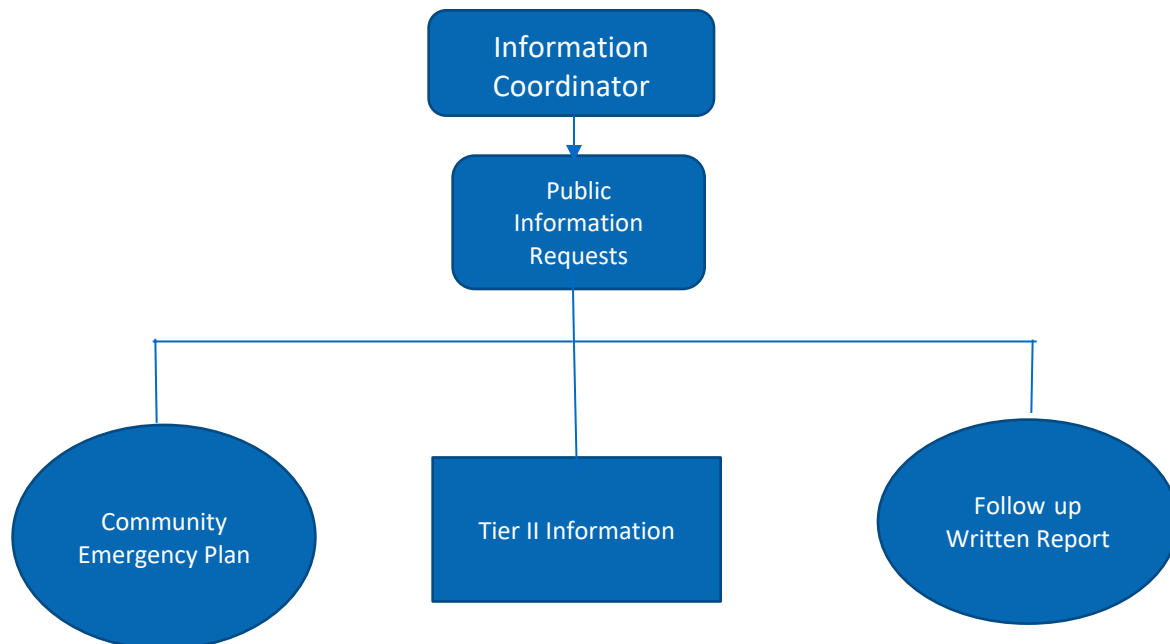 Information
Coordinator
Public
Information
Requests
Community
Emergency Plan
Tier II Information
Follow up
Written Report